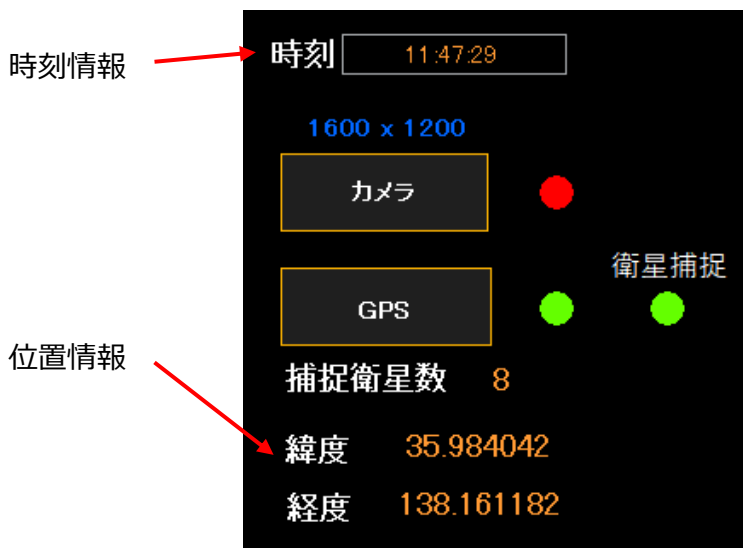 時刻情報
時刻 11:47:29
1600 x 1200
カメラ
衛星捕捉
GPS
位置情報
捕捉衛星数 8
緯度 35.984042
経度 138.161182